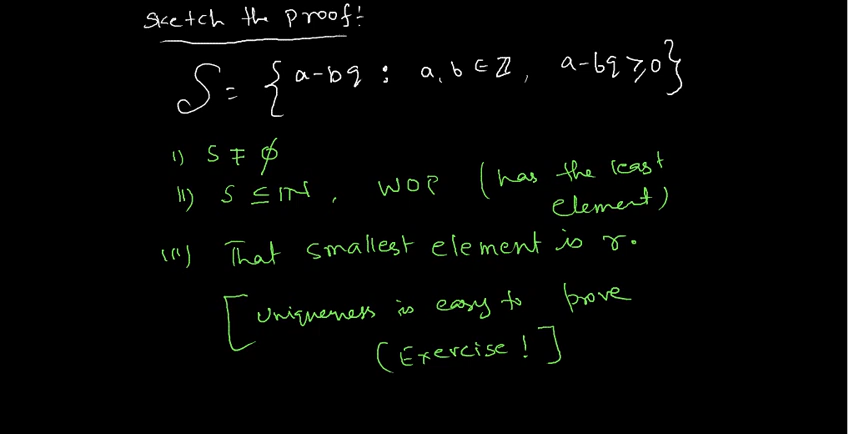 Sketch the proof:
S = { a-bq : a, b ∈ ℤ, a-bq ≥ 0 }
i) S ≠ ∅
ii) S ⊆ ℕ, WOP (has the least
element)
iii) That smallest element is r.
[ Uniqueness is easy to prove
(Exercise! ]